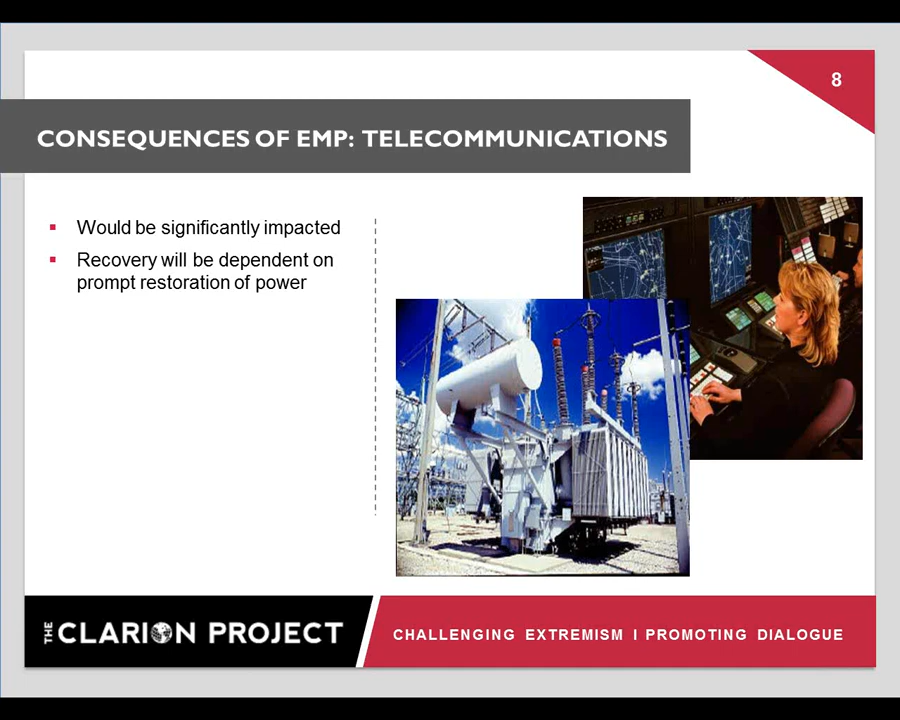 8
CONSEQUENCES OF EMP: TELECOMMUNICATIONS
▪ Would be significantly impacted
▪ Recovery will be dependent on
prompt restoration of power
THE CLARION PROJECT
CHALLENGING EXTREMISM I PROMOTING DIALOGUE